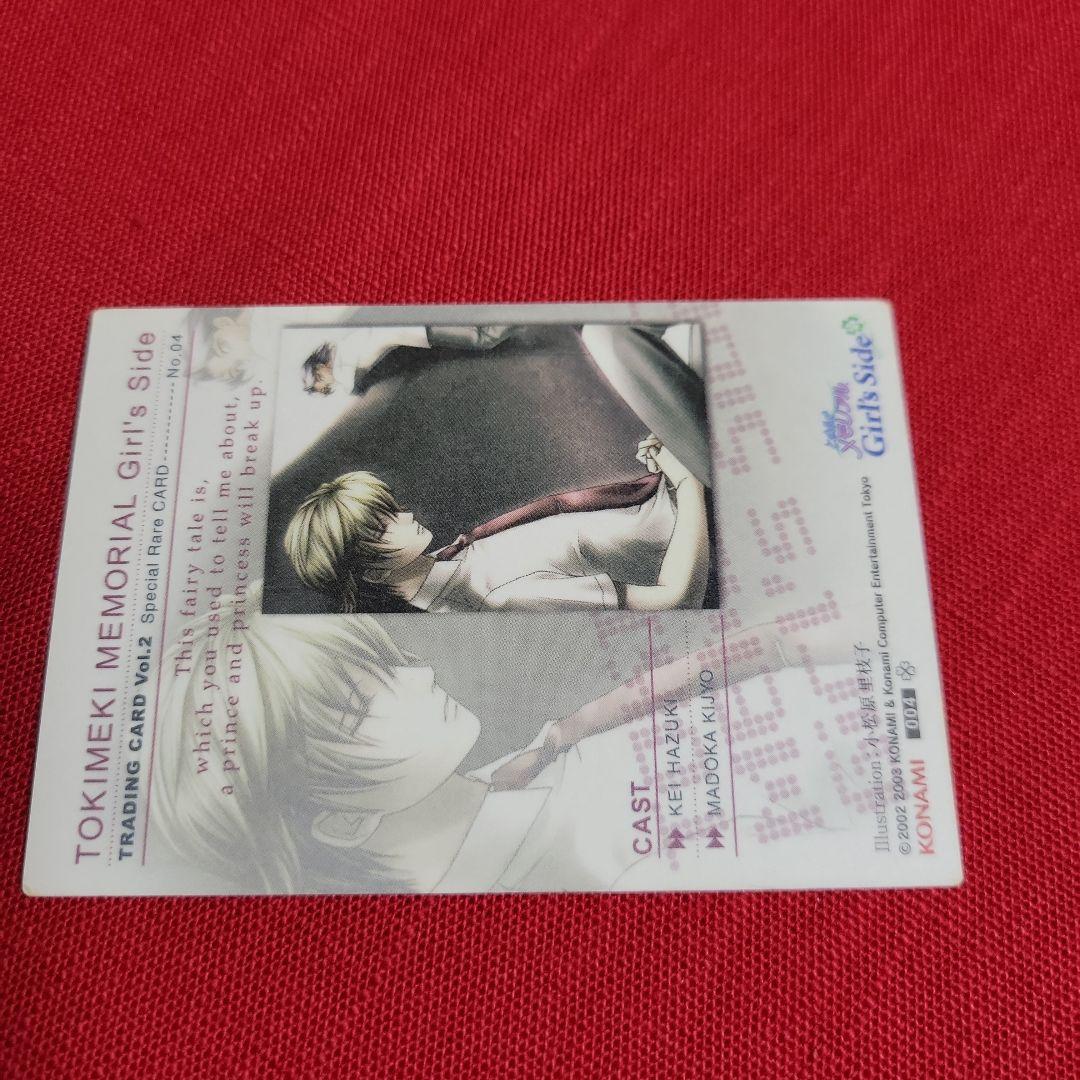 TOKIMEKI MEMORIAL Girl's Side
TRADING CARD Vol.2 Special Rare CARD ------------ No.04
This fairy tale is,
which you used to tell me about,
a prince and princess will break up.
CAST
KEI HAZUKI
MADOKA KIJYO
Girl's Side
Illustration:小松原里枝子
©2002 2003 KONAMI & Konami Computer Entertainment Tokyo
KONAMI 004